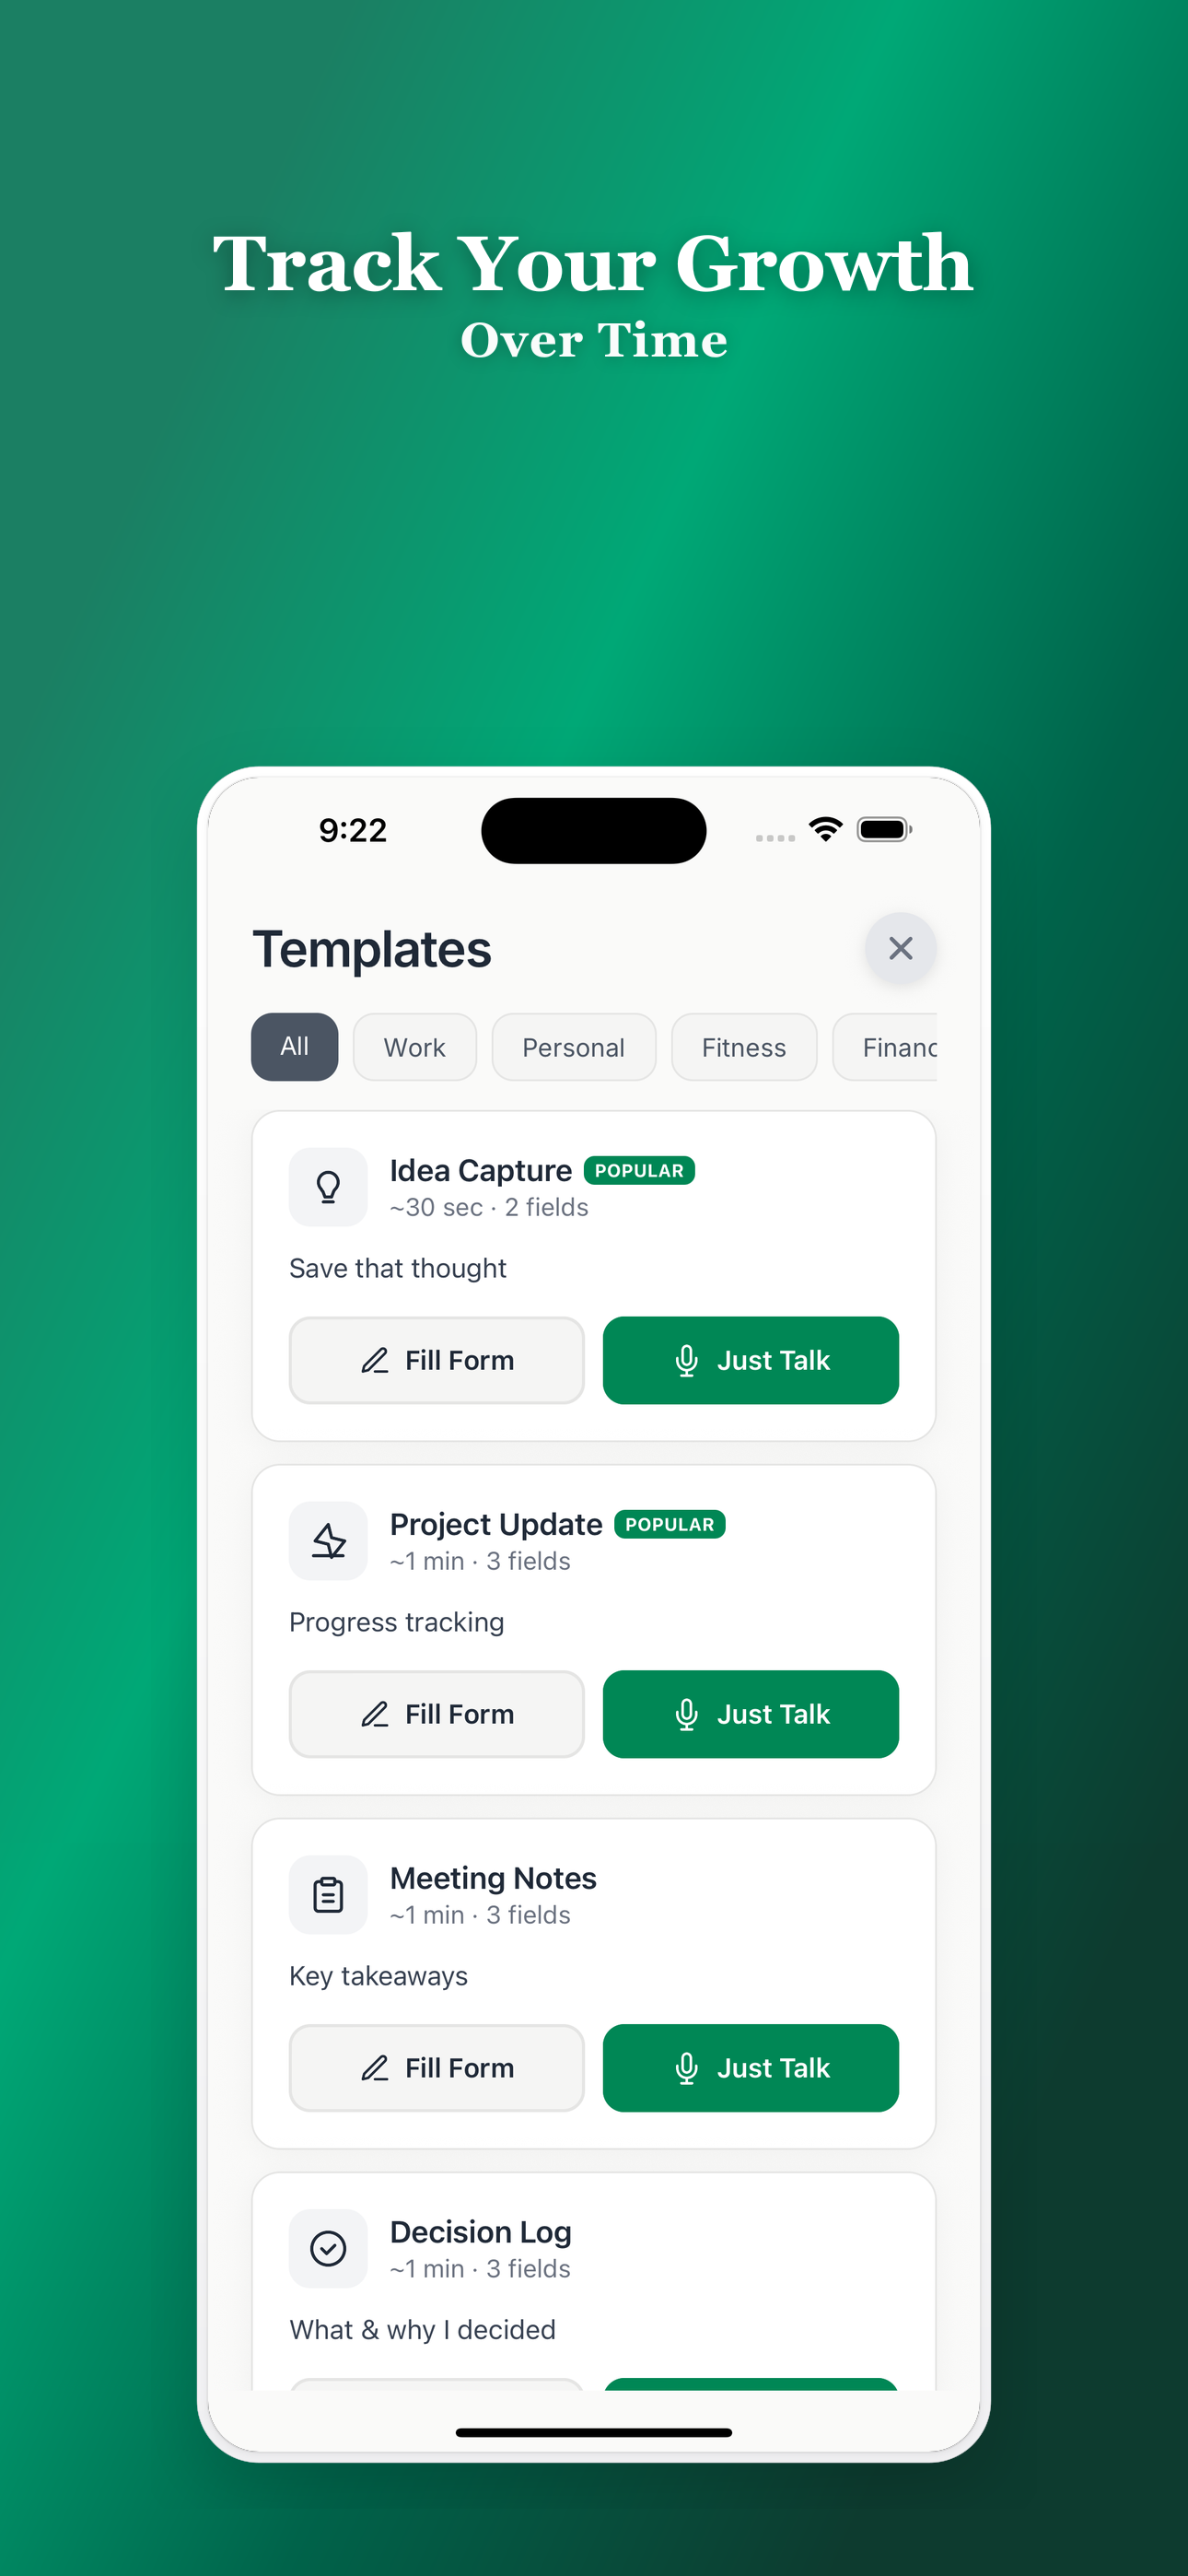 Track Your Growth
Over Time
9:22
Templates
All Work Personal Fitness Financ
Idea Capture POPULAR
~30 sec · 2 fields
Save that thought
Fill Form Just Talk
Project Update POPULAR
~1 min · 3 fields
Progress tracking
Fill Form Just Talk
Meeting Notes
~1 min · 3 fields
Key takeaways
Fill Form Just Talk
Decision Log
~1 min · 3 fields
What & why I decided